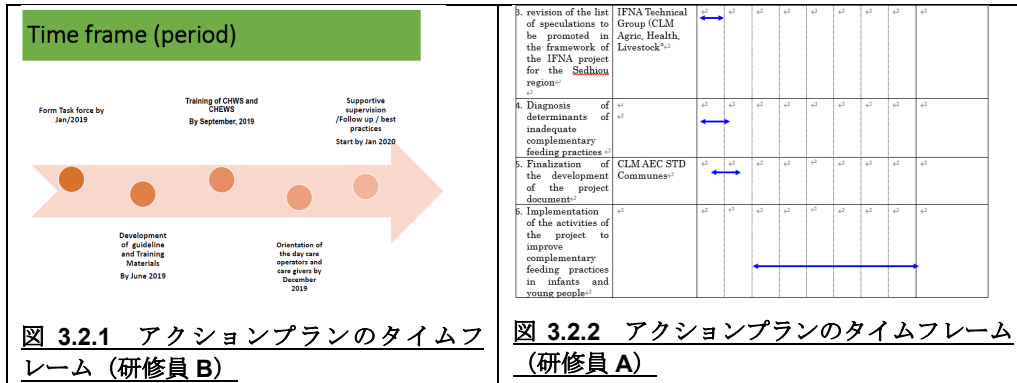 Time frame (period)
Form Task force by
Jan/2019
Training of CHWS and
CHEWS
By September, 2019
Supportive
supervision
/Follow up / best
practices
Start by Jan 2020
Development
of guideline
and Training
Materials
By June 2019
Orientation of
the day care
operators and
care givers by
December
2019
図 3.2.1 アクションプランのタイムフ
レーム（研修員 B）
3. revision of the list
of speculations to
be promoted in
the framework of
the IFNA project
for the Sedhiou
region
IFNA Technical
Group (CLM
Agric, Health,
Livestock°
4. Diagnosis of
determinants of
inadequate
complementary
feeding practices
5. Finalization of
the development
of the project
document
CLM AEC STD
Communes
6. Implementation
of the activities of
the project to
improve
complementary
feeding practices
in infants and
young people
図 3.2.2 アクションプランのタイムフレーム
（研修員 A）